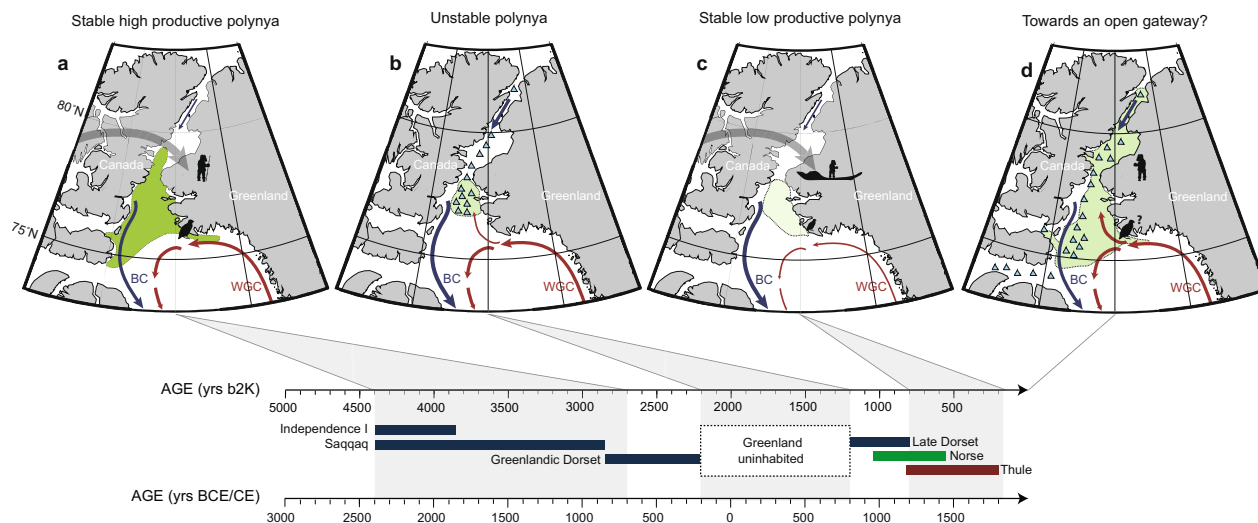 Stable high productive polynya
Unstable polynya
Stable low productive polynya
Towards an open gateway?
a
b
c
d
80°N
75°N
Canada
Greenland
BC
WGC
BC
Canada
Greenland
BC
WGC
Canada
Greenland
?
BC
WGC
AGE (yrs b2K)
5000 4500 4000 3500 3000 2500 2000 1500 1000 500
Independence I
Saqqaq
Greenlandic Dorset
Greenland
uninhabited
Late Dorset
Norse
Thule
AGE (yrs BCE/CE)
3000 2500 2000 1500 1000 500 0 500 1000 1500